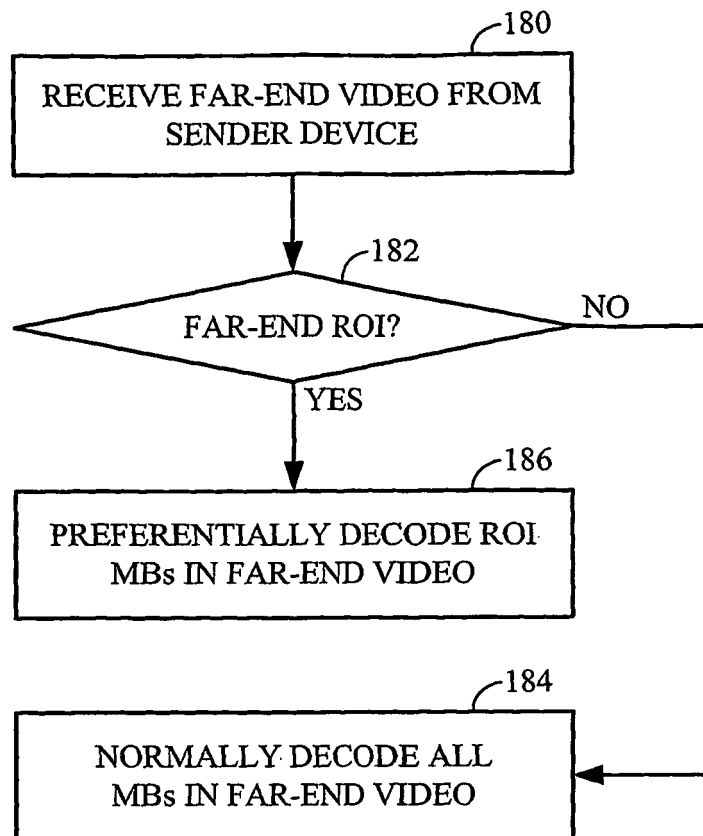 180
RECEIVE FAR-END VIDEO FROM
SENDER DEVICE
182
FAR-END ROI?
NO
YES
186
PREFERENTIALLY DECODE ROI
MBs IN FAR-END VIDEO
184
NORMALLY DECODE ALL
MBs IN FAR-END VIDEO